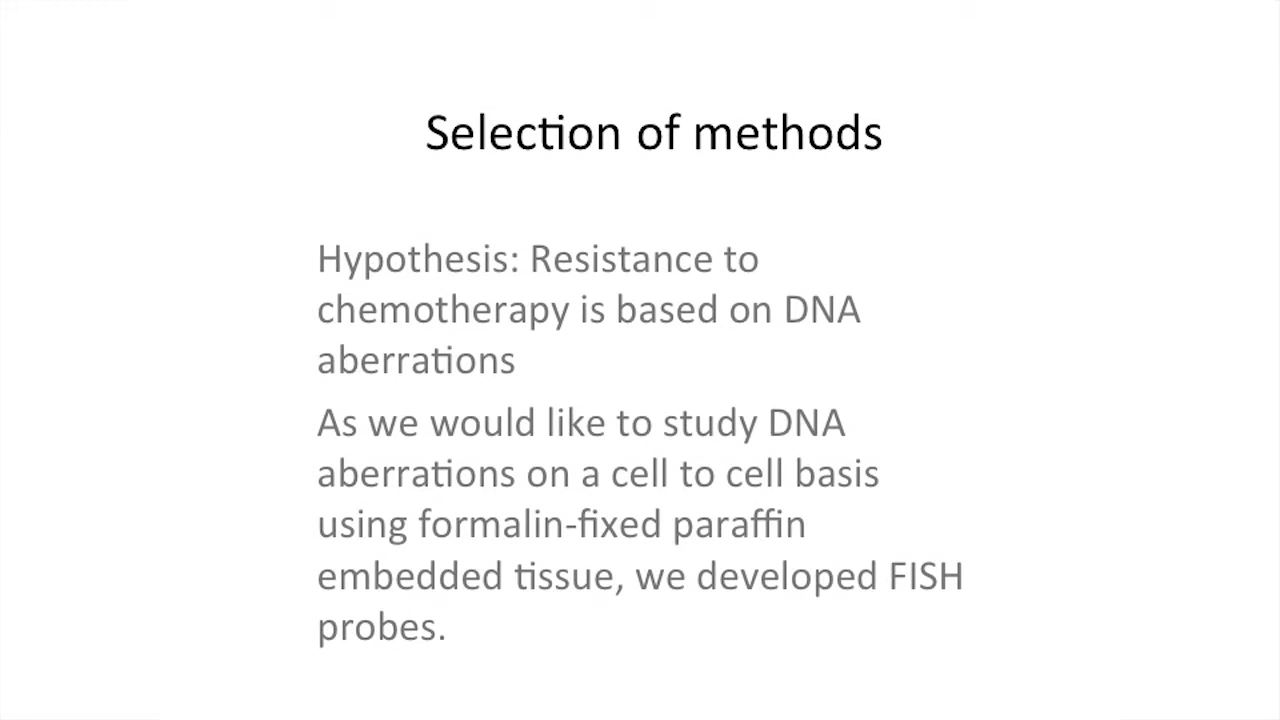 Selection of methods
Hypothesis: Resistance to
chemotherapy is based on DNA
aberrations
As we would like to study DNA
aberrations on a cell to cell basis
using formalin-fixed paraffin
embedded tissue, we developed FISH
probes.